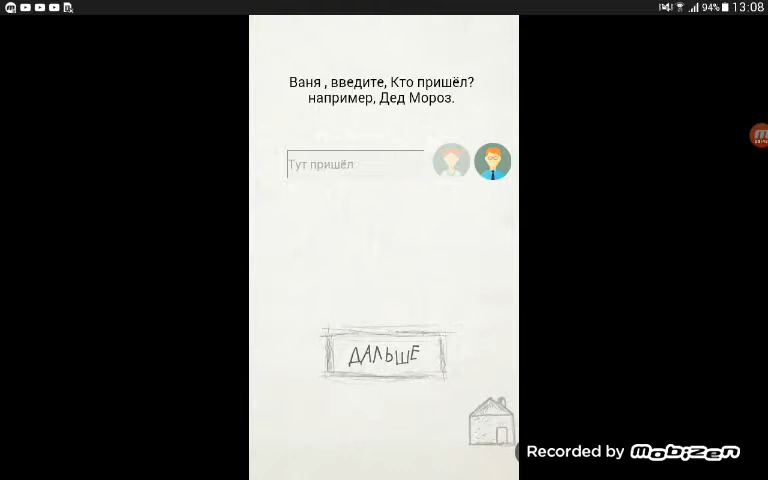 94% 13:08
Ваня , введите, Кто пришёл?
например, Дед Мороз.
Тут пришёл
ДАЛЬШЕ
Recorded by mobizen